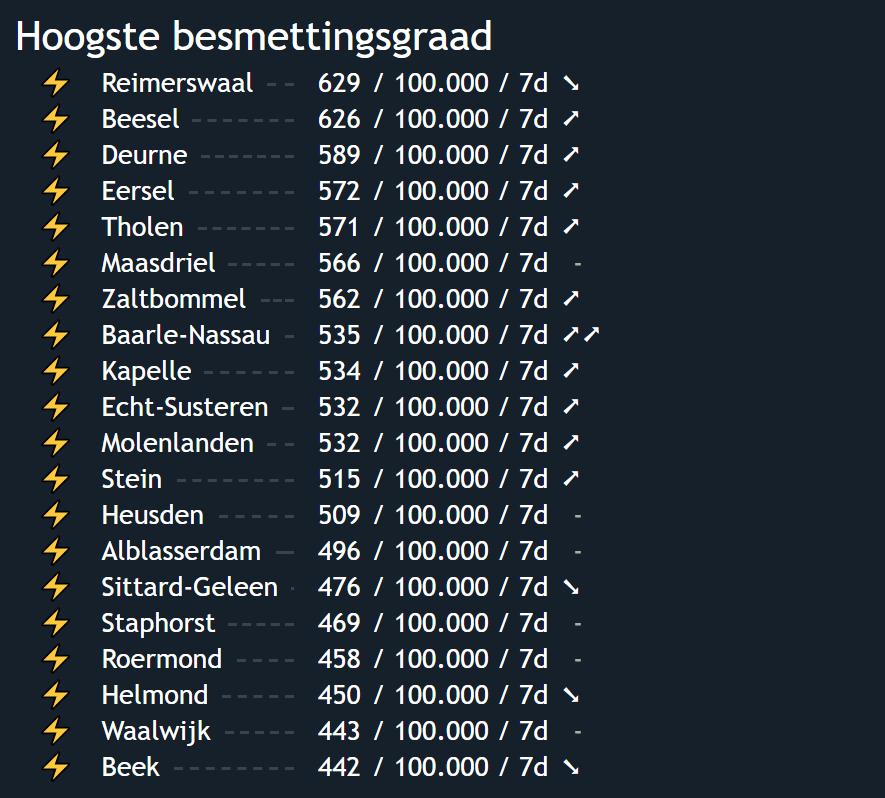 Hoogste besmettingsgraad
⚡ Reimerswaal -- 629 / 100.000 / 7d ➘
⚡ Beesel ------- 626 / 100.000 / 7d ➚
⚡ Deurne ------ 589 / 100.000 / 7d ➚
⚡ Eersel ------- 572 / 100.000 / 7d ➚
⚡ Tholen ------ 571 / 100.000 / 7d ➚
⚡ Maasdriel ----- 566 / 100.000 / 7d -
⚡ Zaltbommel --- 562 / 100.000 / 7d ➚
⚡ Baarle-Nassau - 535 / 100.000 / 7d ➚➚
⚡ Kapelle ------ 534 / 100.000 / 7d ➚
⚡ Echt-Susteren - 532 / 100.000 / 7d ➚
⚡ Molenlanden -- 532 / 100.000 / 7d ➚
⚡ Stein ------- 515 / 100.000 / 7d ➚
⚡ Heusden ----- 509 / 100.000 / 7d -
⚡ Alblasserdam - 496 / 100.000 / 7d -
⚡ Sittard-Geleen · 476 / 100.000 / 7d ➘
⚡ Staphorst ----- 469 / 100.000 / 7d -
⚡ Roermond ---- 458 / 100.000 / 7d -
⚡ Helmond ----- 450 / 100.000 / 7d ➘
⚡ Waalwijk ----- 443 / 100.000 / 7d -
⚡ Beek -------- 442 / 100.000 / 7d ➘